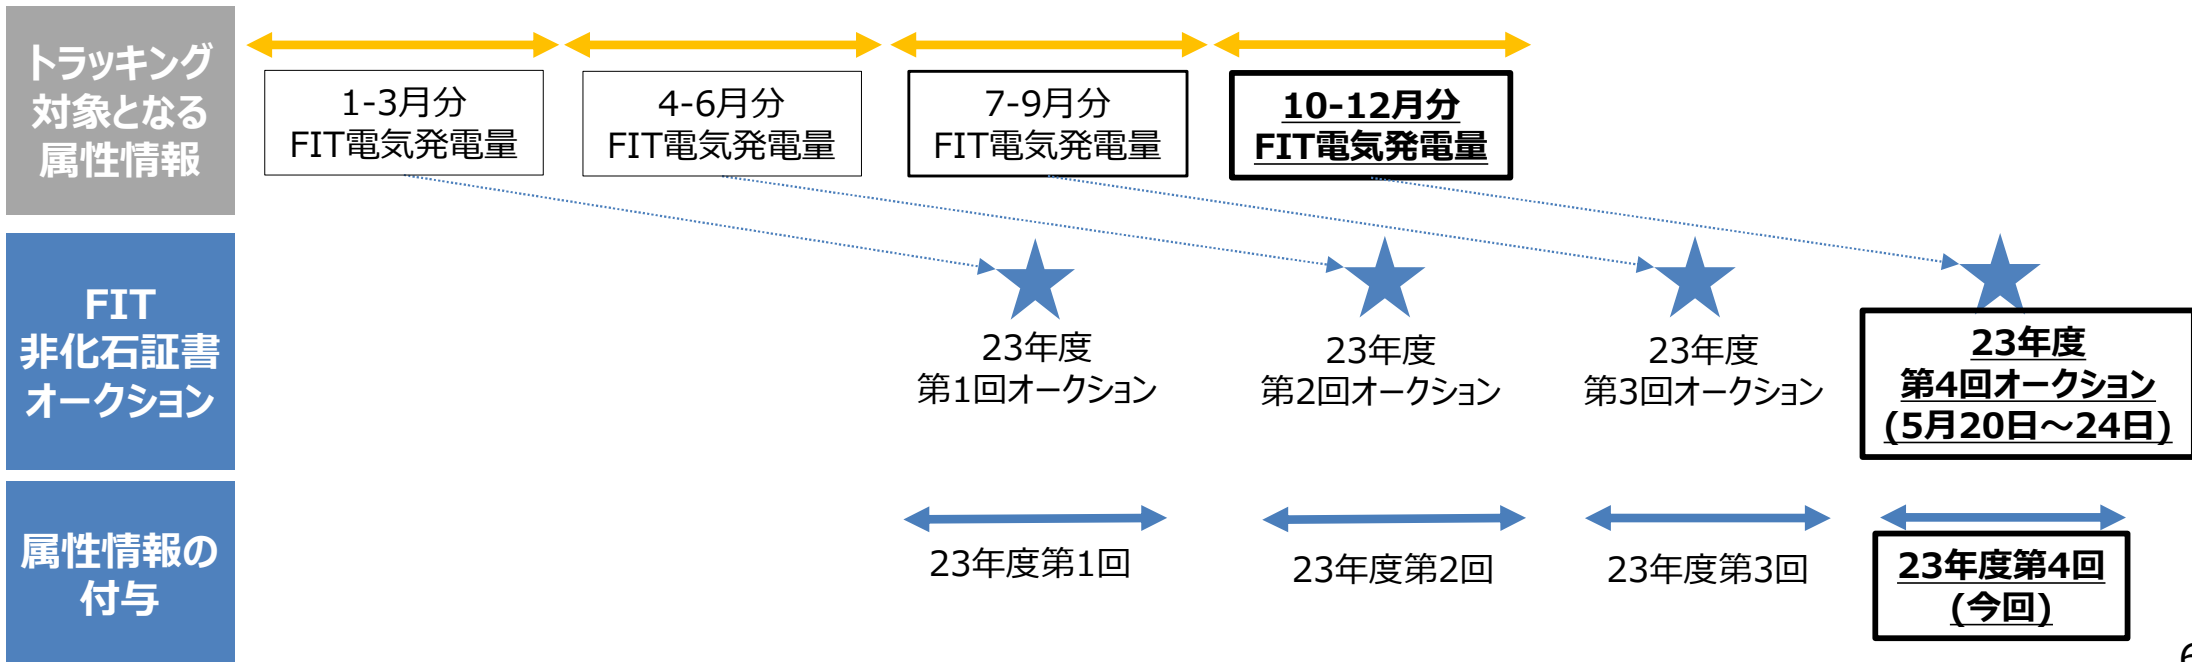 トラッキング
対象となる
属性情報
1-3月分
FIT電気発電量
4-6月分
FIT電気発電量
7-9月分
FIT電気発電量
10-12月分
FIT電気発電量
FIT
非化石証書
オークション
23年度
第1回オークション
23年度
第2回オークション
23年度
第3回オークション
23年度
第4回オークション
(5月20日～24日)
属性情報の
付与
23年度第1回
23年度第2回
23年度第3回
23年度第4回
(今回)